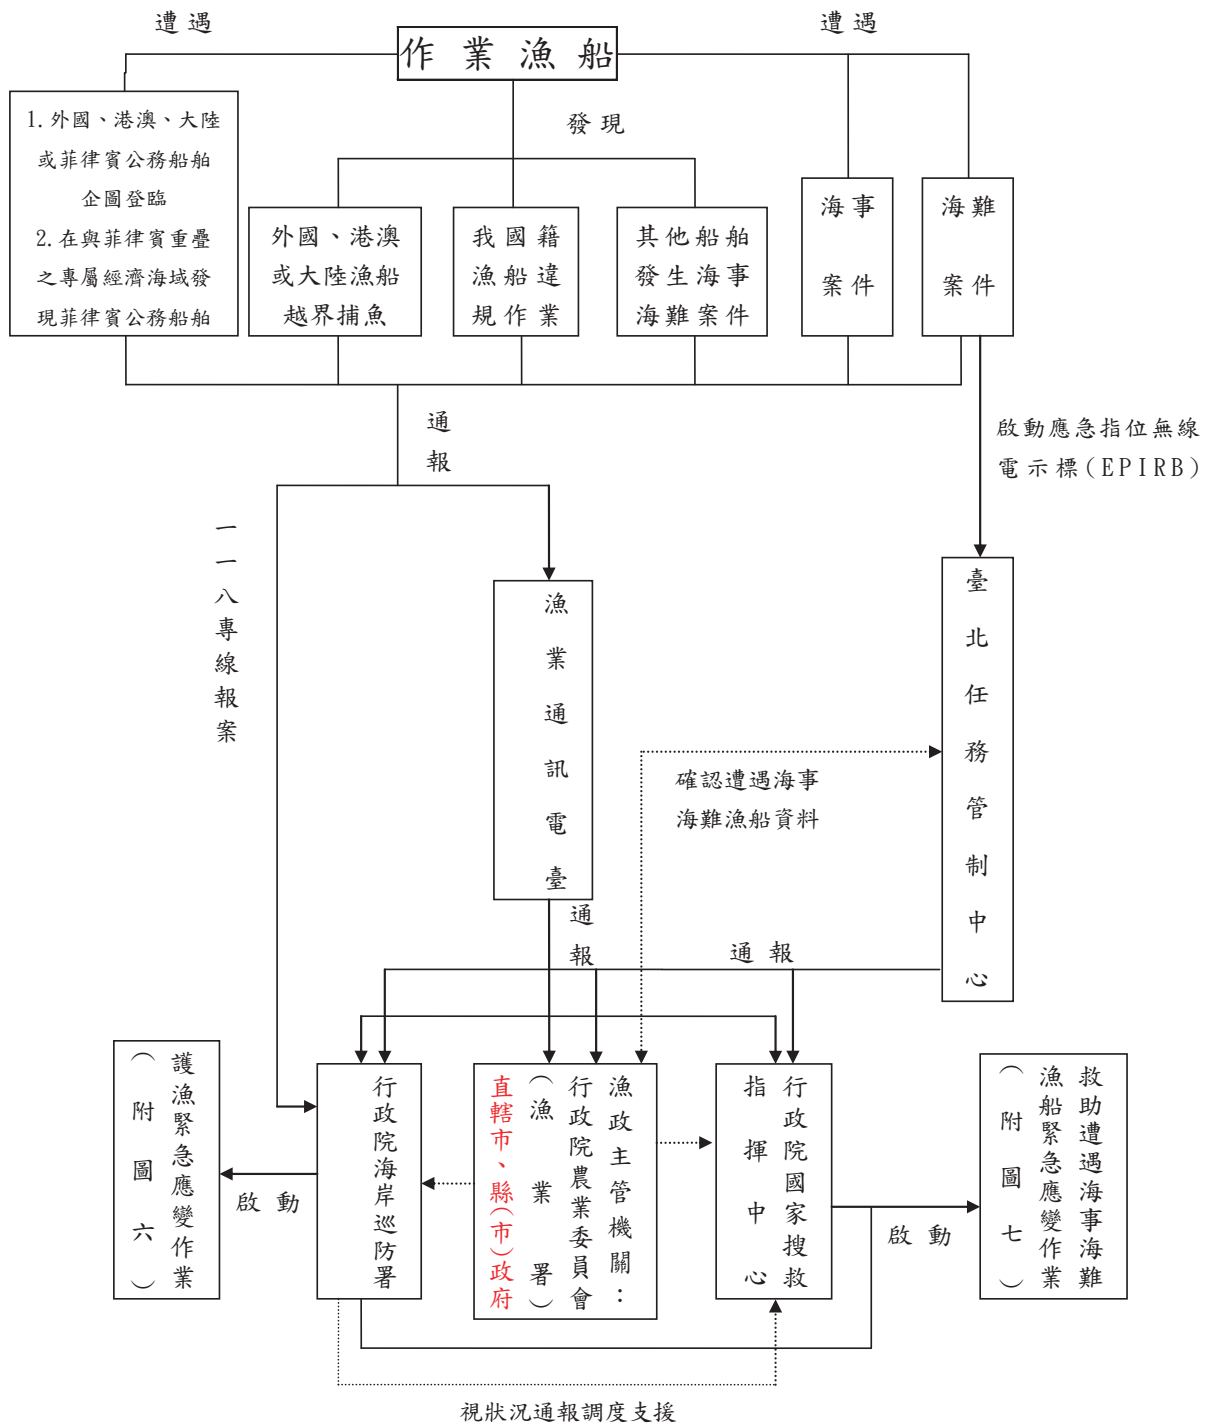 遭遇
作業漁船
遭遇
1.外國、港澳、大陸
或菲律賓公務船舶
企圖登臨
2.在與菲律賓重疊
之專屬經濟海域發
現菲律賓公務船舶
發現
外國、港澳
或大陸漁船
越界捕魚
我國籍
漁船違
規作業
其他船舶
發生海事
海難案件
海事
案件
海難
案件
通
報
啟動應急指位無線
電示標(EPIRB)
一一八專線報案
漁業通訊電臺
臺北任務管制中心
確認遭遇海事
海難漁船資料
通
報
通報
護漁緊急應變作業
（附圖六）
啟動
行政院海岸巡防署
漁政主管機關：
行政院農業委員會
（漁業署）
直轄市、縣(市)政府
行政院國家搜救
指揮中心
啟動
救助遭遇海事海難
漁船緊急應變作業
（附圖七）
視狀況通報調度支援